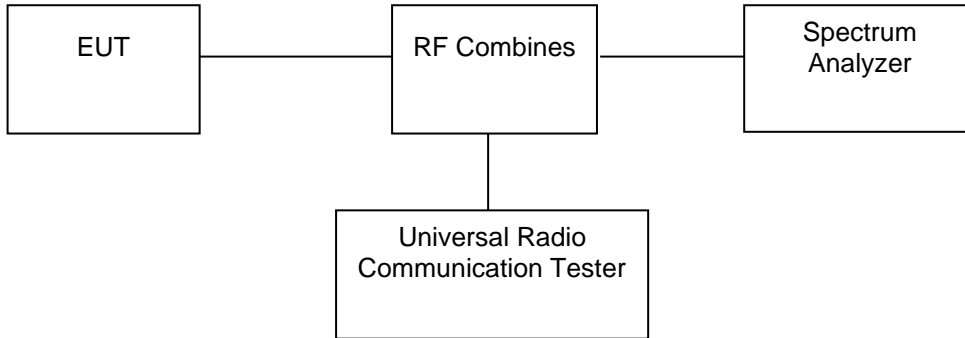 EUT
RF Combines
Spectrum
Analyzer
Universal Radio
Communication Tester